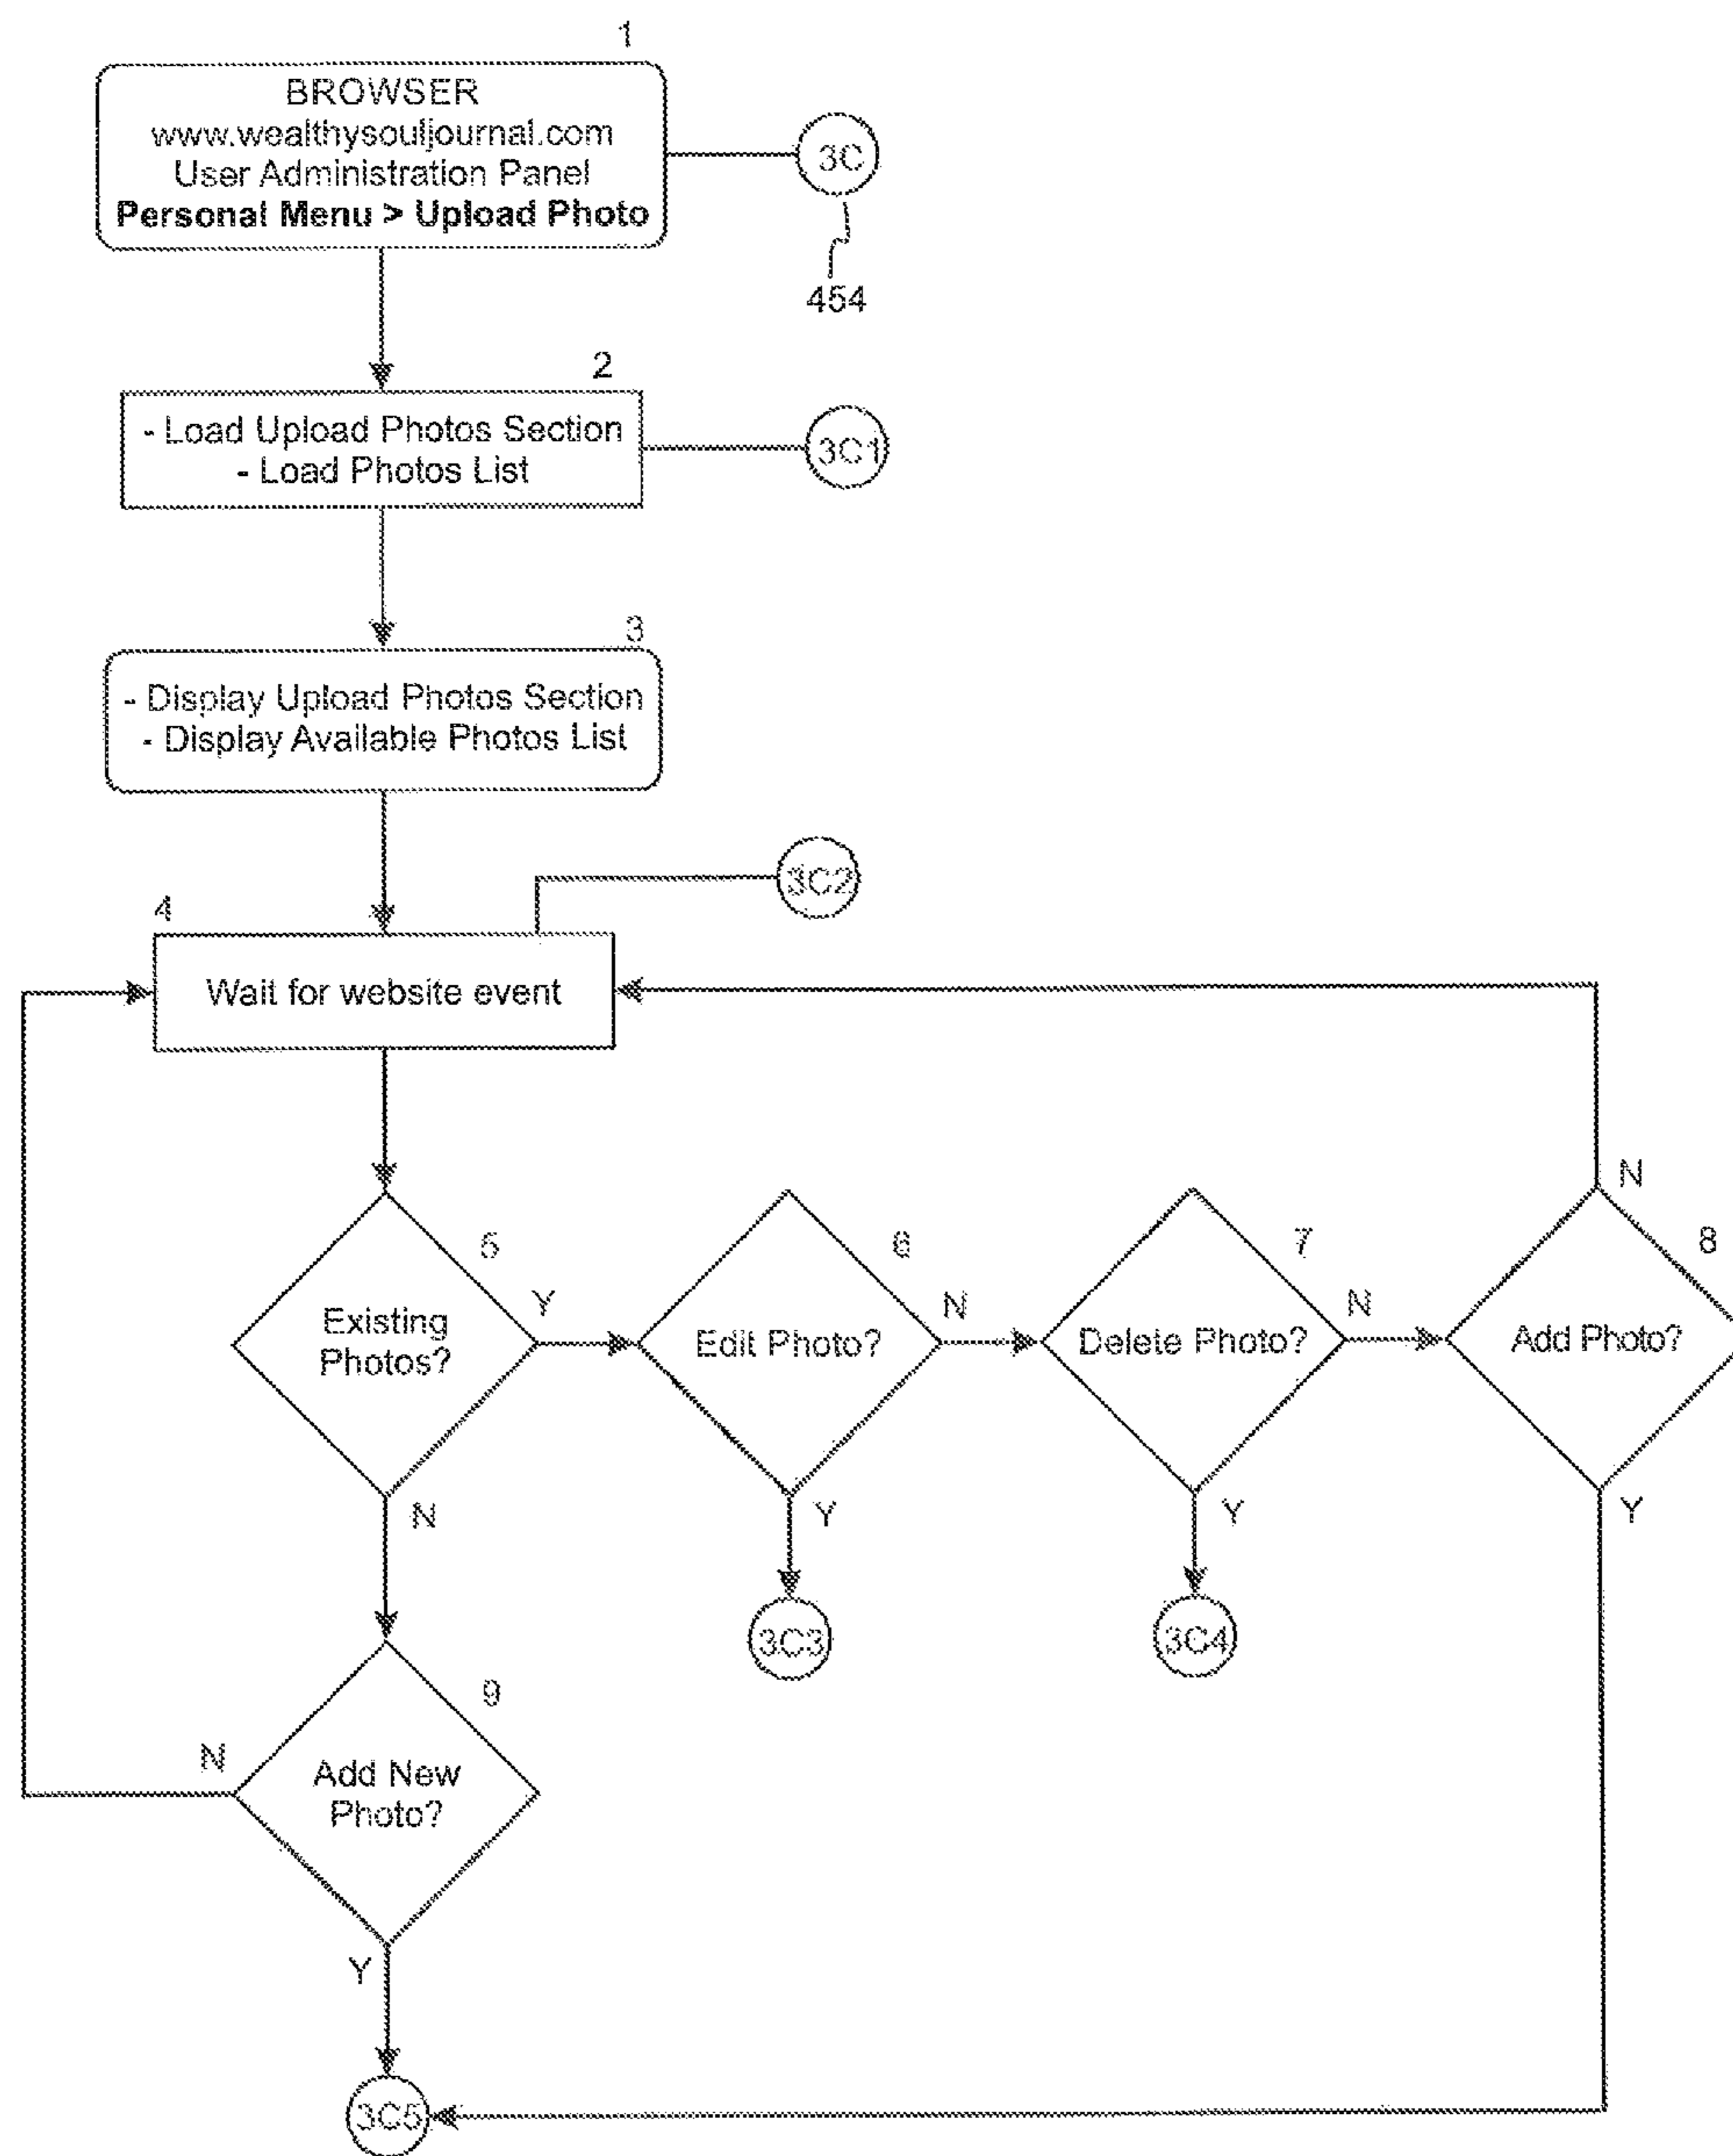 1
BROWSER
www.wealthysouljournal.com
User Administration Panel
Personal Menu > Upload Photo
3C
454
2
- Load Upload Photos Section
- Load Photos List
3C1
3
- Display Upload Photos Section
- Display Available Photos List
3C2
4
Wait for website event
N
5
6
7
8
Y
N
N
Existing
Photos?
Edit Photo?
Delete Photo?
Add Photo?
N
Y
Y
Y
3C3
3C4
9
N
Add New
Photo?
Y
3C5